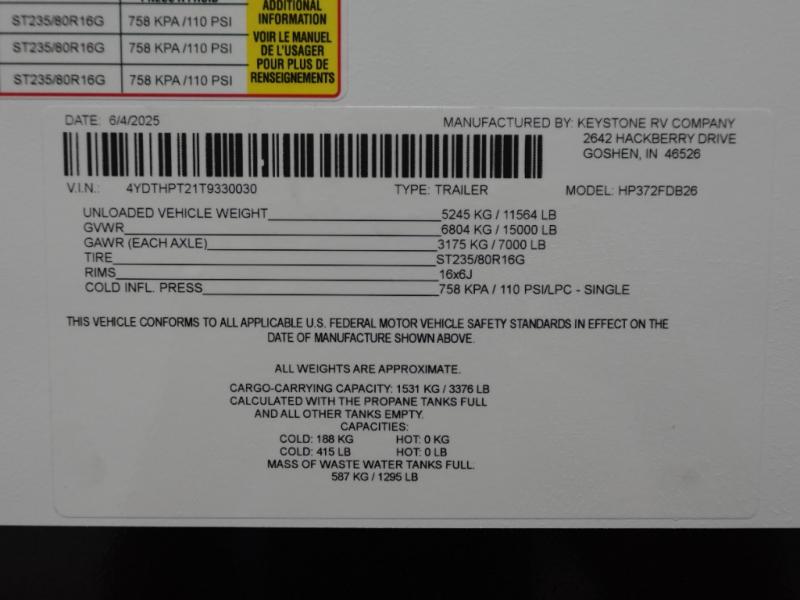 ADDITIONAL
INFORMATION
ST235/80R16G 758 KPA /110 PSI
VOIR LE MANUEL
ST235/80R16G 758 KPA /110 PSI
DE L'USAGER
POUR PLUS DE
ST235/80R16G 758 KPA /110 PSI
RENSEIGNEMENTS
DATE: 6/4/2025
MANUFACTURED BY: KEYSTONE RV COMPANY
2642 HACKBERRY DRIVE
GOSHEN, IN 46526
V.I.N.: 4YDTHPT21T9330030 TYPE: TRAILER MODEL: HP372FDB26
UNLOADED VEHICLE WEIGHT 5245 KG / 11564 LB
GVWR 6804 KG / 15000 LB
GAWR (EACH AXLE) 3175 KG / 7000 LB
TIRE ST235/80R16G
RIMS 16x6J
COLD INFL. PRESS 758 KPA / 110 PSI/LPC - SINGLE
THIS VEHICLE CONFORMS TO ALL APPLICABLE U.S. FEDERAL MOTOR VEHICLE SAFETY STANDARDS IN EFFECT ON THE
DATE OF MANUFACTURE SHOWN ABOVE.
ALL WEIGHTS ARE APPROXIMATE.
CARGO-CARRYING CAPACITY: 1531 KG / 3376 LB
CALCULATED WITH THE PROPANE TANKS FULL
AND ALL OTHER TANKS EMPTY.
CAPACITIES:
COLD: 188 KG HOT: 0 KG
COLD: 415 LB HOT: 0 LB
MASS OF WASTE WATER TANKS FULL.
587 KG / 1295 LB